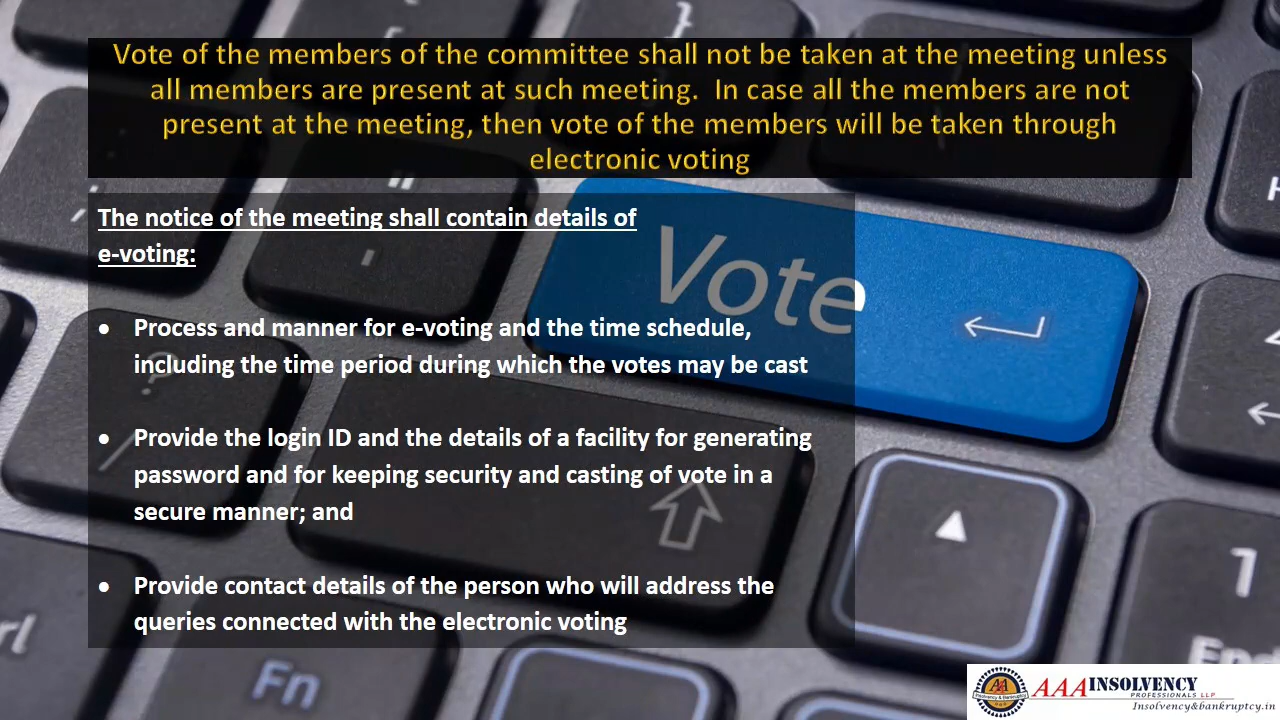 Vote of the members of the committee shall not be taken at the meeting unless
all members are present at such meeting.  In case all the members are not
present at the meeting, then vote of the members will be taken through
electronic voting
The notice of the meeting shall contain details of
e-voting:
Vote
• Process and manner for e-voting and the time schedule,
including the time period during which the votes may be cast
• Provide the login ID and the details of a facility for generating
password and for keeping security and casting of vote in a
secure manner; and
• Provide contact details of the person who will address the
queries connected with the electronic voting
Fn
1
AAA INSOLVENCY
PROFESSIONALS LLP
Insolvency&bankruptcy.in